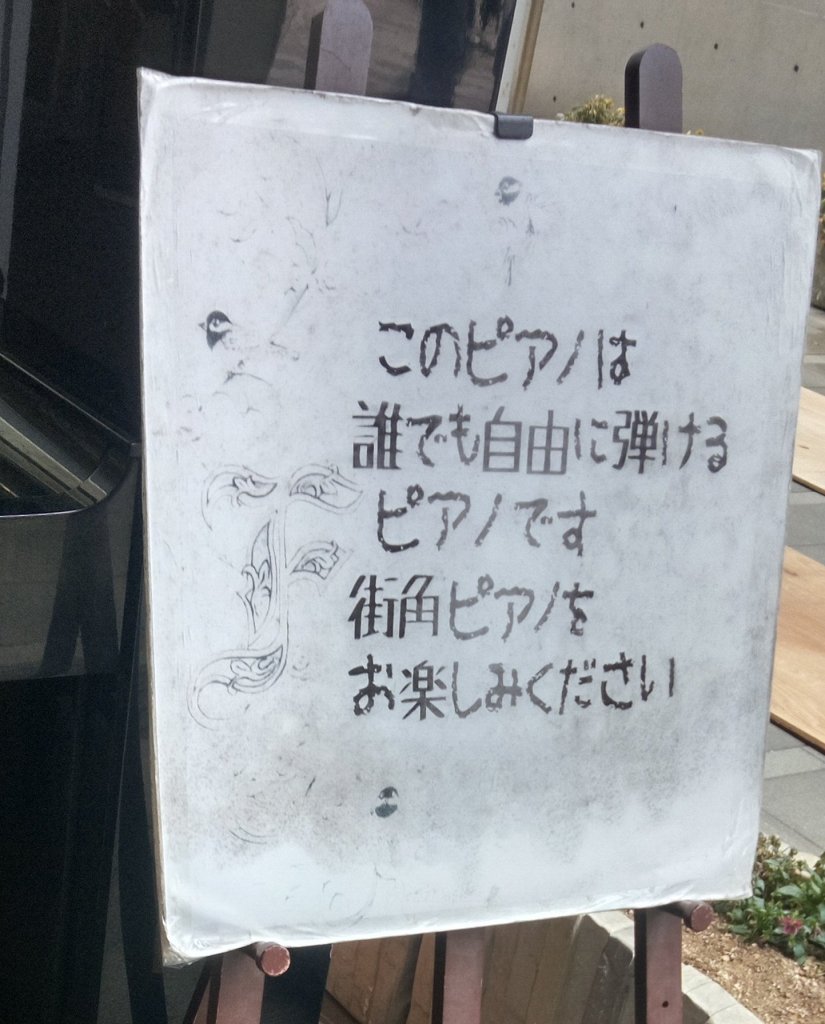 このピアノは
誰でも自由に弾ける
ピアノです
街角ピアノを
お楽しみください